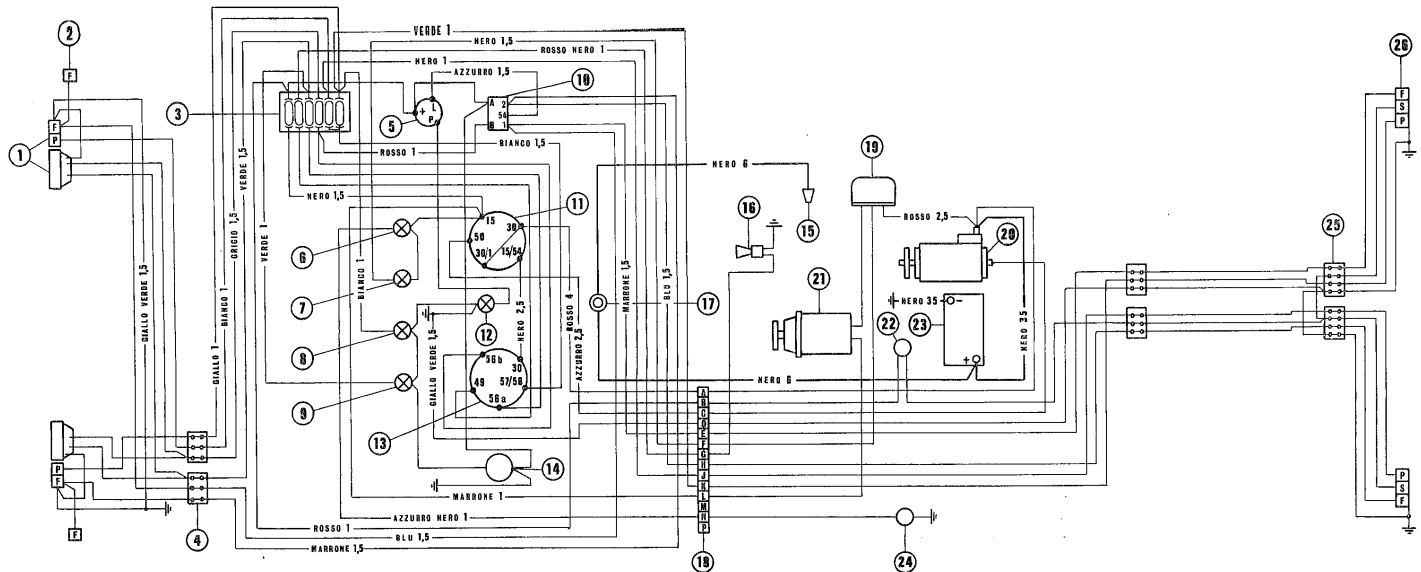 VERDE 1
NERO 1,5
ROSSO NERO 1
NERO 1
AZZURRO 1,5
2
F
3
1
F
P
+
L
P
5
10
A
2
54
B
1
ROSSO 1
BIANCO 1,5
GIALLO VERDE 1,5
GIALLO 1
BIANCO 1
GRIGIO 1,5
VERDE 1,5
VERDE 1
NERO 1,5
BIANCO 1
11
15
30
50
30/1
15/54
7
8
9
12
GIALLO VERDE 1,5
NERO 2,5
ROSSO 4
AZZURRO 2,5
MARRONE 1,5
BLU 1,5
56 b
30
49
57/58
56 a
13
14
MARRONE 1
AZZURRO NERO 1
ROSSO 1
BLU 1,5
MARRONE 1,5
P
F
F
4
NERO 6
15
16
17
NERO 6
19
ROSSO 2,5
20
21
22
NERO 35
-
23
+
NERO 35
A
B
C
D
E
F
G
H
J
K
L
M
N
P
18
24
25
26
F
S
P
P
S
F